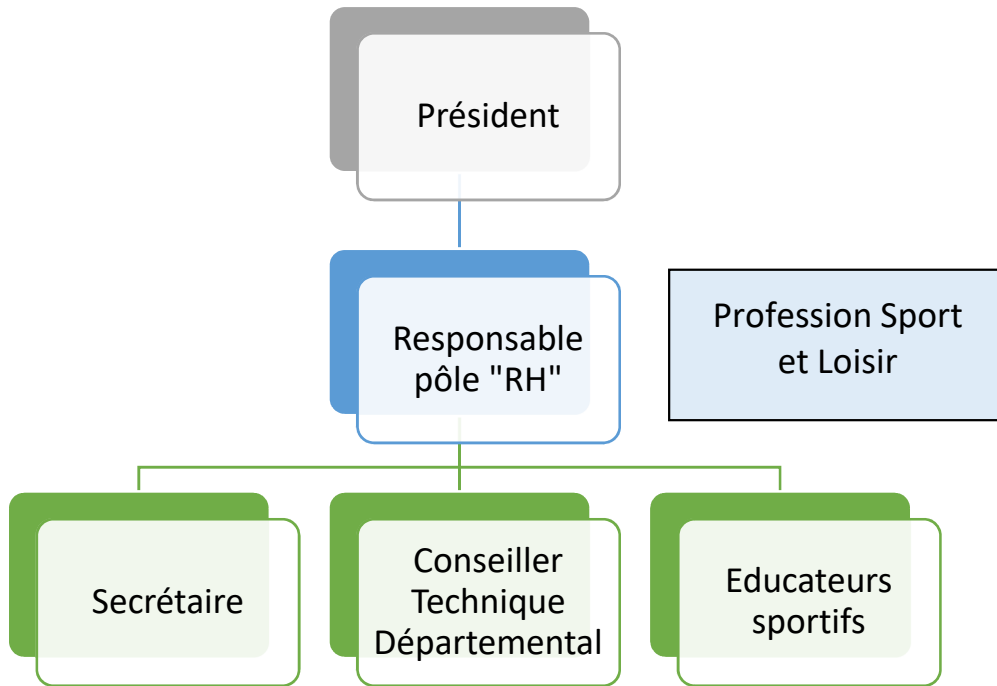 Président
Responsable
pôle "RH"
Profession Sport
et Loisir
Secrétaire
Conseiller
Technique
Départemental
Educateurs
sportifs